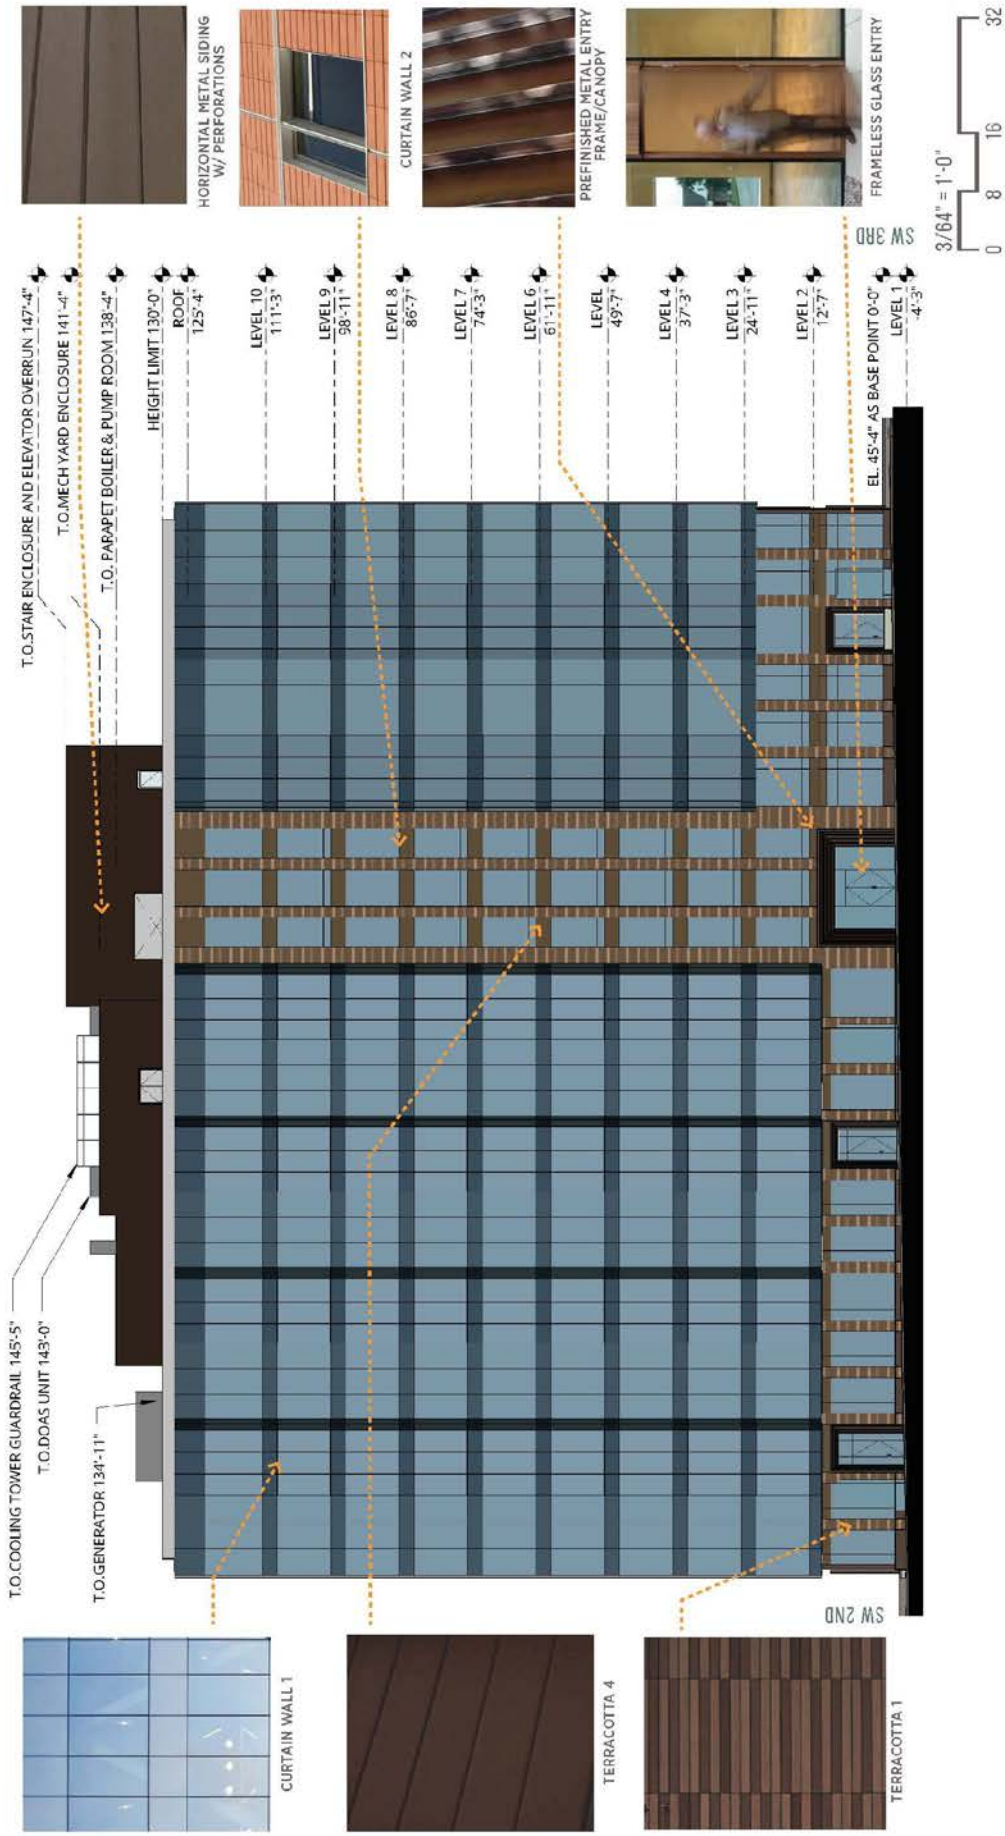 T.O.COOLING TOWER GUARDRAIL 145'-5"
T.O.DOAS UNIT 143'-0"
T.O.GENERATOR 134'-11"
T.O.STAIR ENCLOSURE AND ELEVATOR OVERRUN 147'-4"
T.O.MECH YARD ENCLOSURE 141'-4"
T.O. PARAPET BOILER & PUMP ROOM 138'-4"
HEIGHT LIMIT 130'-0"
ROOF
125'-4"
LEVEL 10
111'-3"
LEVEL 9
98'-11"
LEVEL 8
86'-7"
LEVEL 7
74'-3"
LEVEL 6
61'-11"
LEVEL
49'-7"
LEVEL 4
37'-3"
LEVEL 3
24'-11"
LEVEL 2
12'-7"
EL. 45'-4" AS BASE POINT 0'-0"
LEVEL 1
-4'-3"
CURTAIN WALL 1
TERRACOTTA 4
TERRACOTTA 1
HORIZONTAL METAL SIDING
W/ PERFORATIONS
CURTAIN WALL 2
PREFINISHED METAL ENTRY
FRAME/CANOPY
FRAMELESS GLASS ENTRY
SW 2ND
SW 3RD
3/64" = 1'-0"
0 8 16 32